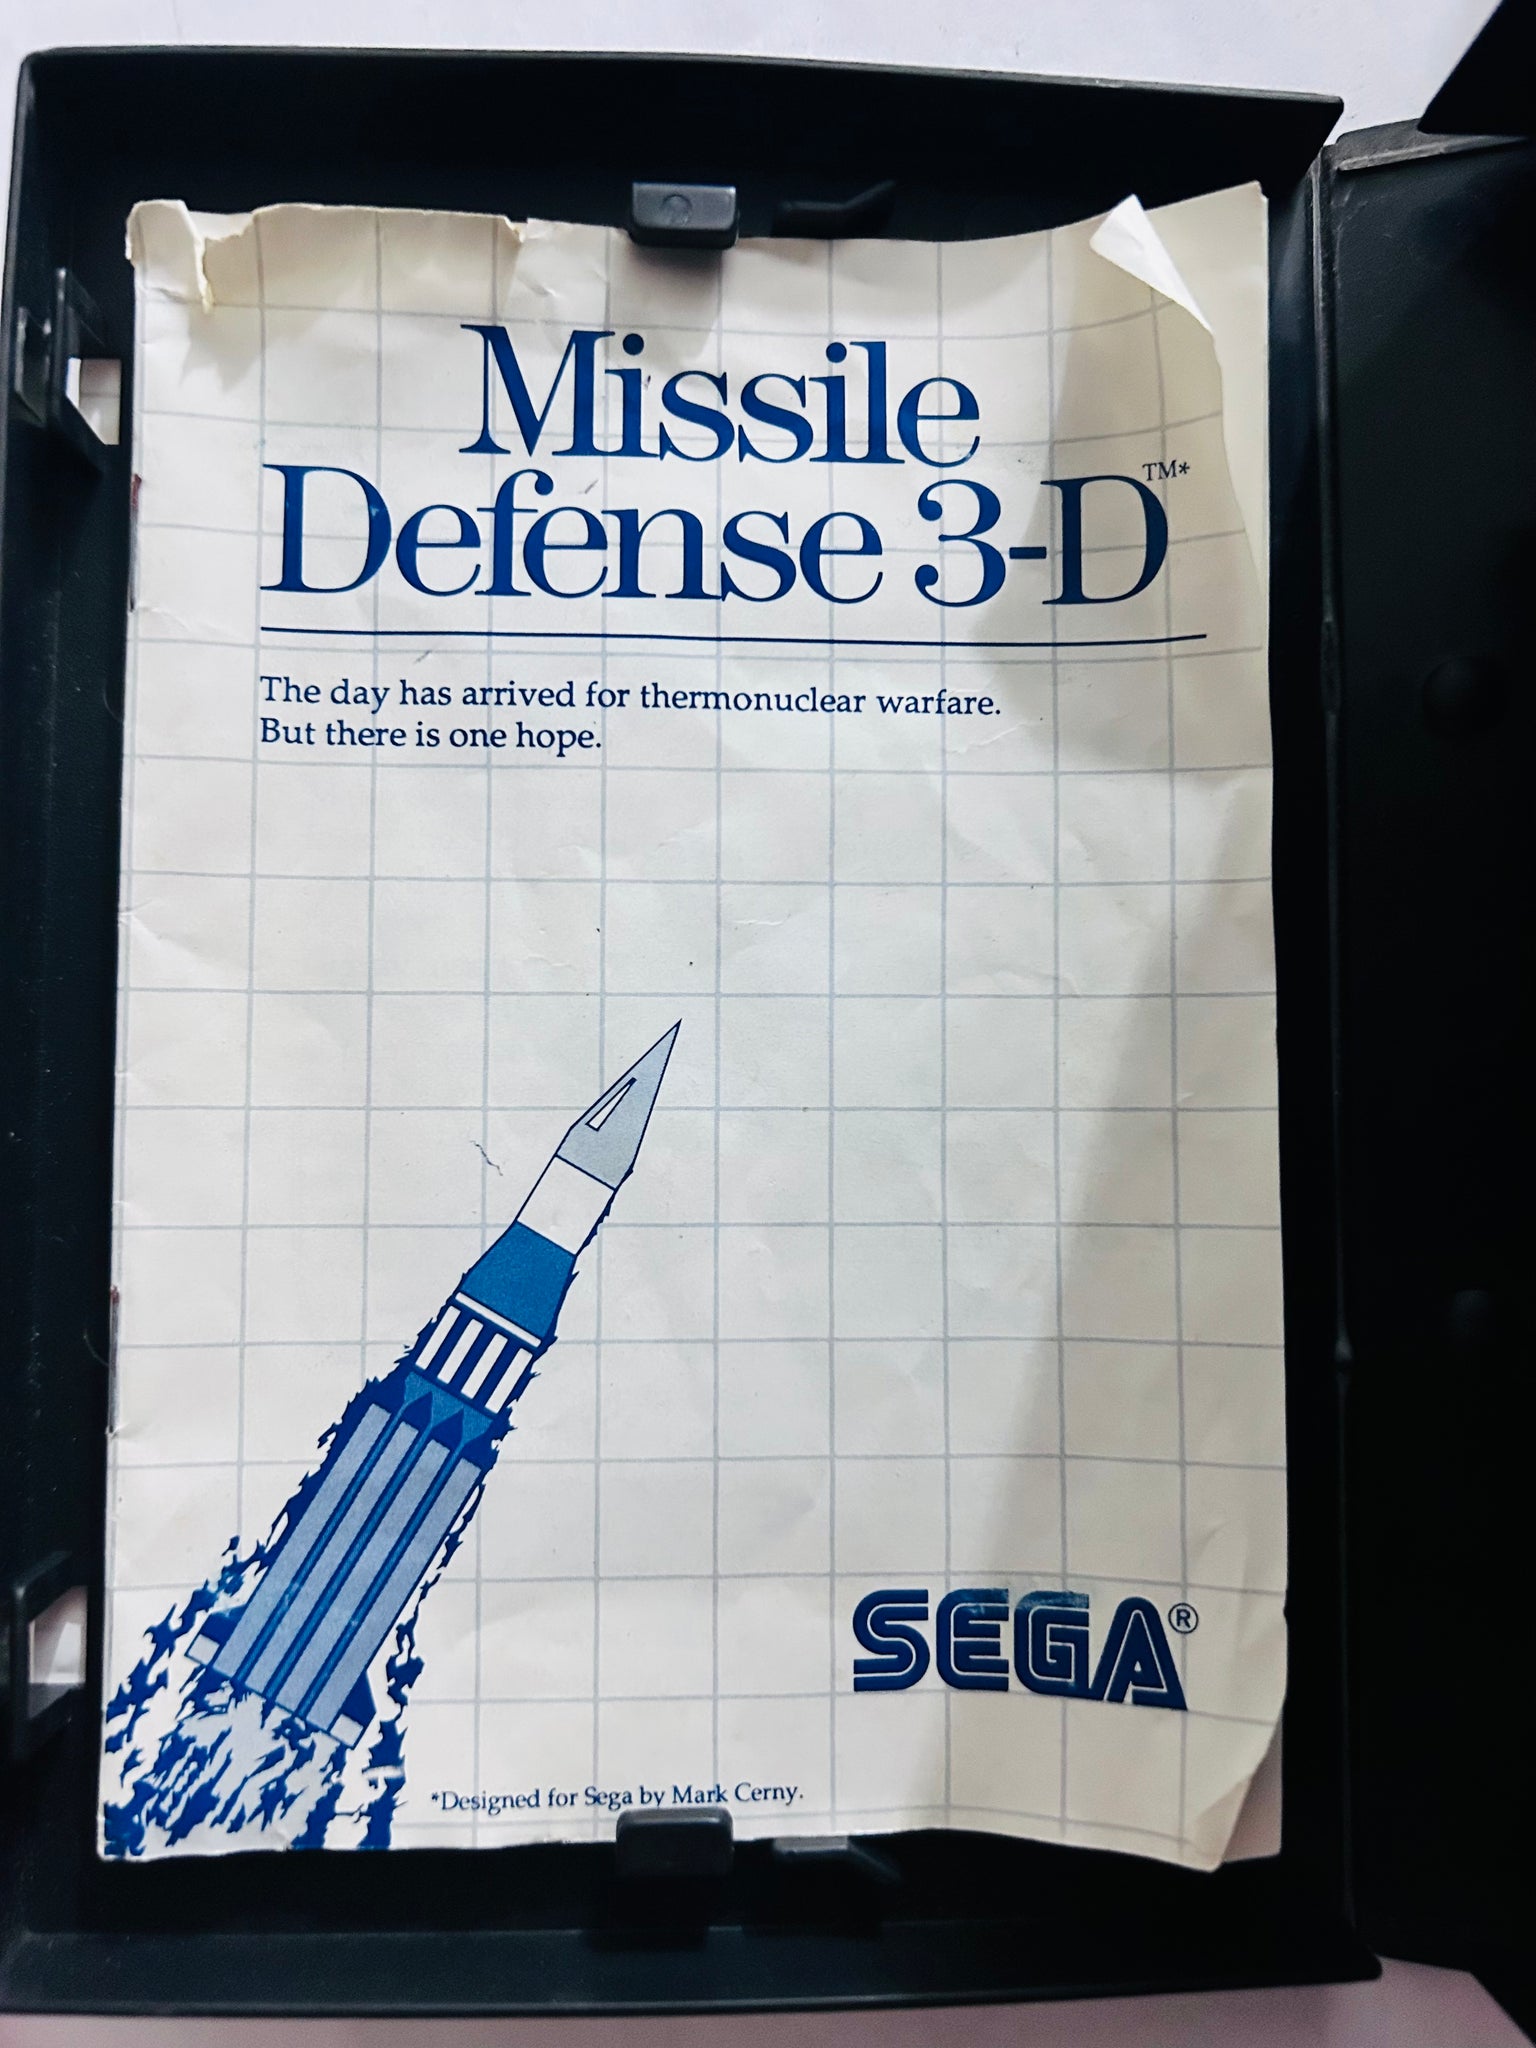 Missile
Defense 3-D™*
The day has arrived for thermonuclear warfare.
But there is one hope.
SEGA®
*Designed for Sega by Mark Cerny.